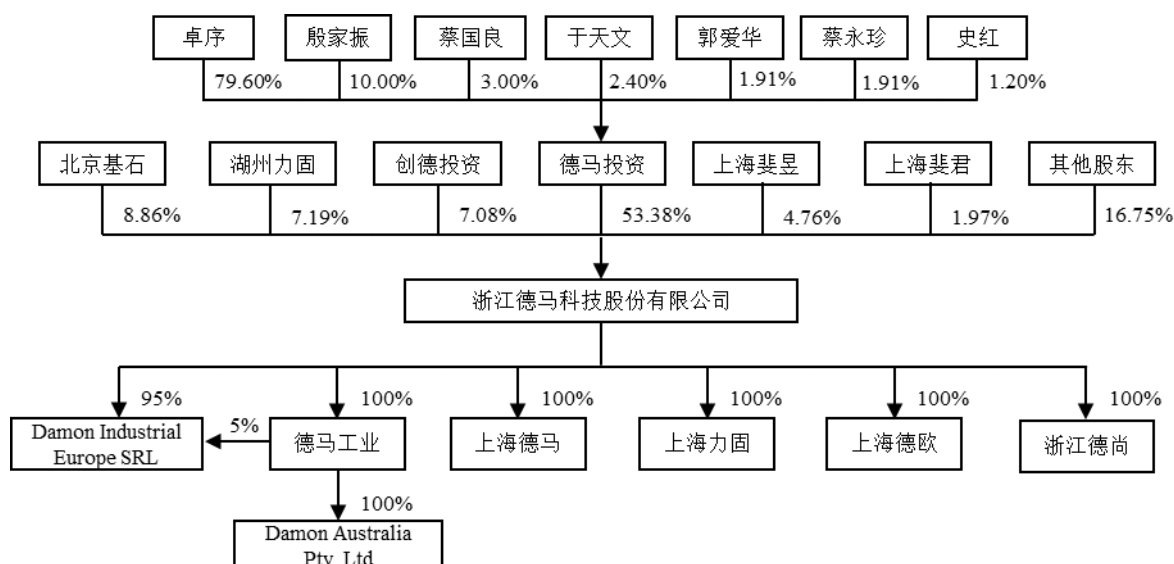 卓序 殷家振 蔡国良 于天文 郭爱华 蔡永珍 史红
79.60% 10.00% 3.00% 2.40% 1.91% 1.91% 1.20%
北京基石 湖州力固 创德投资 德马投资 上海斐昱 上海斐君 其他股东
8.86% 7.19% 7.08% 53.38% 4.76% 1.97% 16.75%
浙江德马科技股份有限公司
95% 100% 100% 100% 100% 100%
Damon Industrial
Europe SRL
5%
德马工业 上海德马 上海力固 上海德欧 浙江德尚
100%
Damon Australia
Pty. Ltd